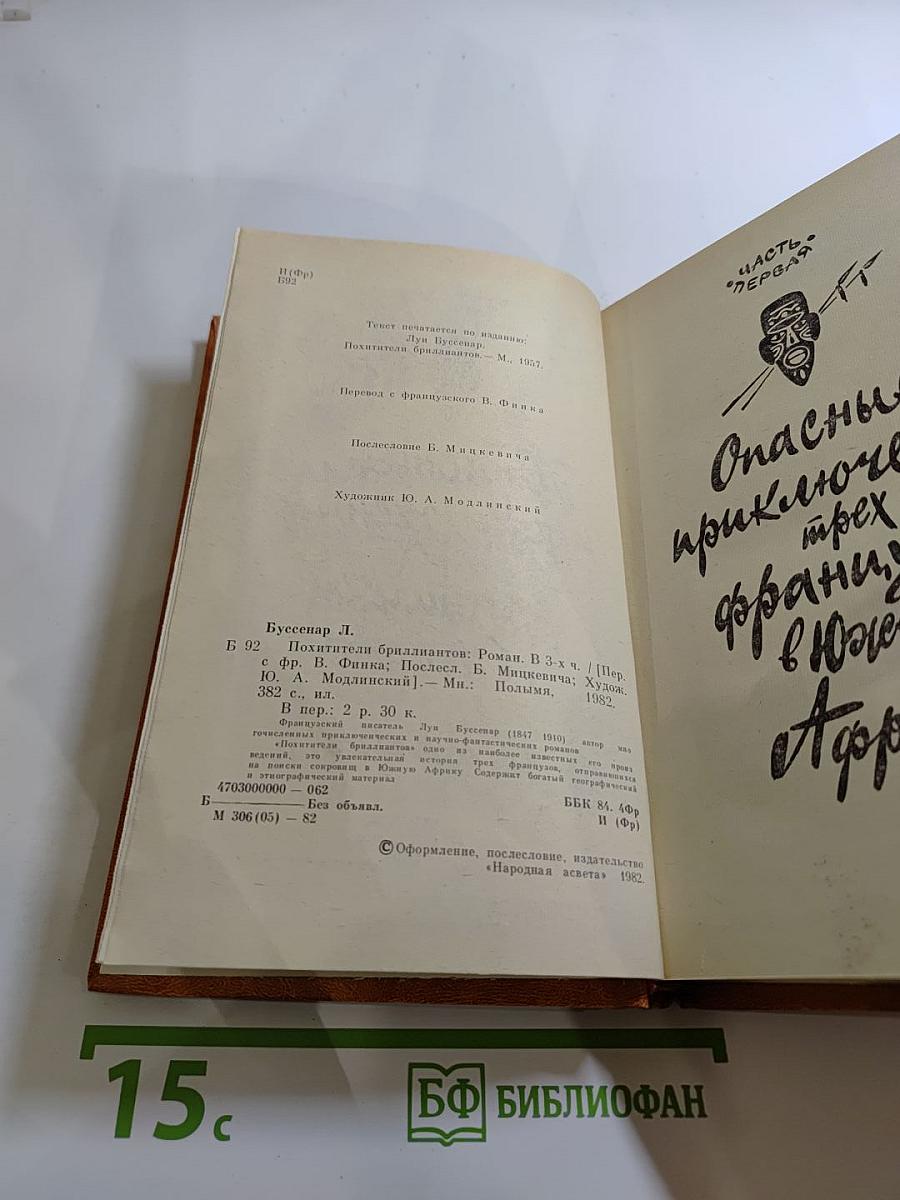 И(Фр)
Б92
Текст печатается по изданию:
Луи Буссенар.
Похитители бриллиантов.— М., 1957.
Перевод с французского В. Финка
Послесловие Б. Мицкевича
Художник Ю. А. Модлинский
Буссенар Л.
Б 92 Похитители бриллиантов: Роман. В 3-х ч. / [Пер.
с фр. В. Финка; Послесл. Б. Мицкевича; Худож.
Ю. А. Модлинский].— Мн.: Полымя, 1982.
382 с., ил.
В пер.: 2 р. 30 к.
Французский писатель Луи Буссенар (1847 1910) автор мно
гочисленных приключенческих и научно-фантастических романов
«Похитители бриллиантов» одно из наиболее известных его произ
ведений, это увлекательная история трех французов, отправившихся
на поиски сокровищ в Южную Африку Содержит богатый географический
и этнографический материал
4703000000 — 062
Б Без объявл.
М 306(05) — 82
ББК 84. 4Фр
И (Фр)
© Оформление, послесловие, издательство
«Народная асвета» 1982.
ЧАСТЬ
ПЕРВАЯ
Опасны
приключе
трех
францу
в Юж
Афр
15 с
БФ БИБЛИОФАН